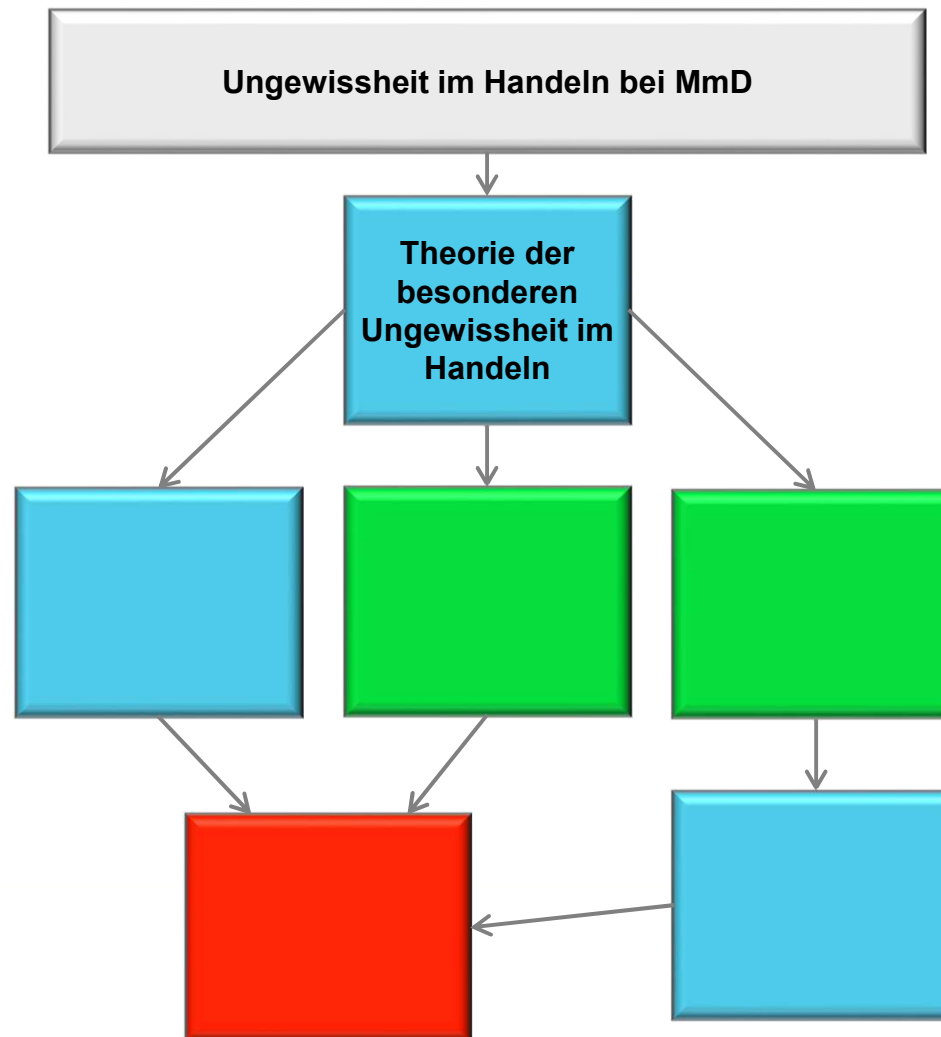 Ungewissheit im Handeln bei MmD
Theorie der
besonderen
Ungewissheit im
Handeln